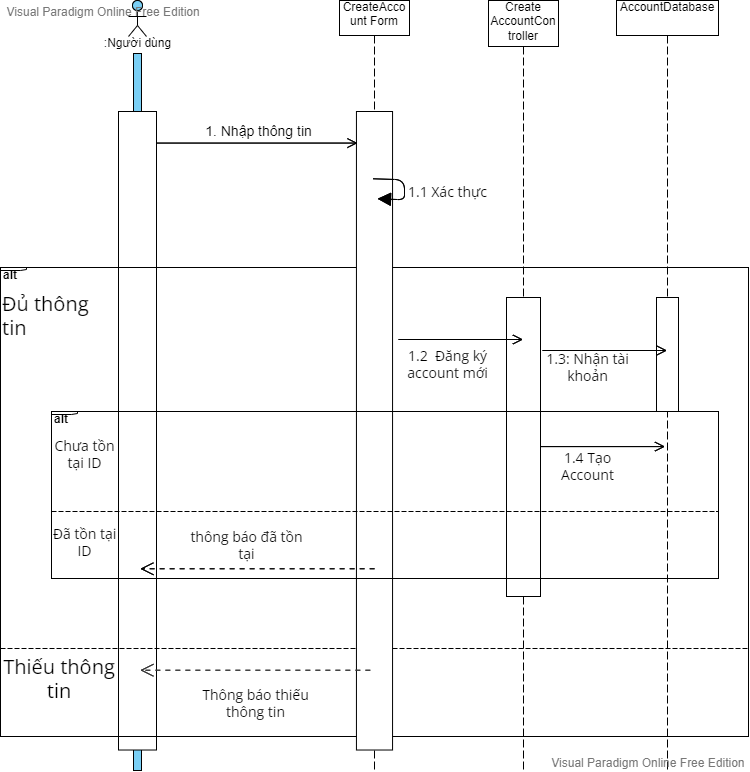 Visual Paradigm Online Free Edition
:Người dùng
CreateAcco
unt Form
Create
AccountCon
troller
AccountDatabase
1. Nhập thông tin
1.1 Xác thực
alt
Đủ thông
tin
1.2 Đăng ký
account mới
1.3: Nhận tài
khoản
alt
Chưa tồn
tại ID
1.4 Tạo
Account
Đã tồn tại
ID
thông báo đã tồn
tại
Thiếu thông
tin
Thông báo thiếu
thông tin
Visual Paradigm Online Free Edition